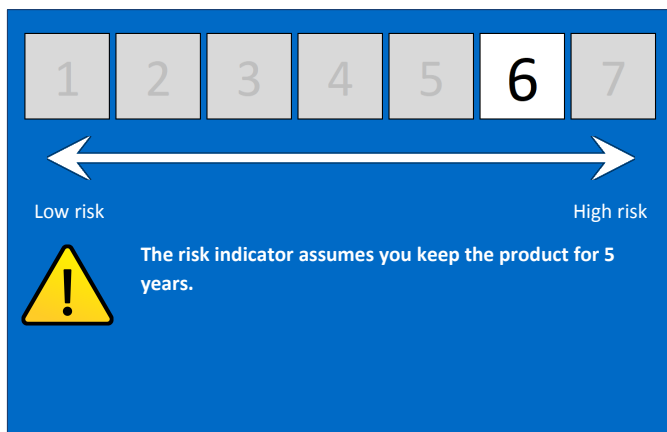 1 2 3 4 5 6 7
Low risk High risk
The risk indicator assumes you keep the product for 5
years.